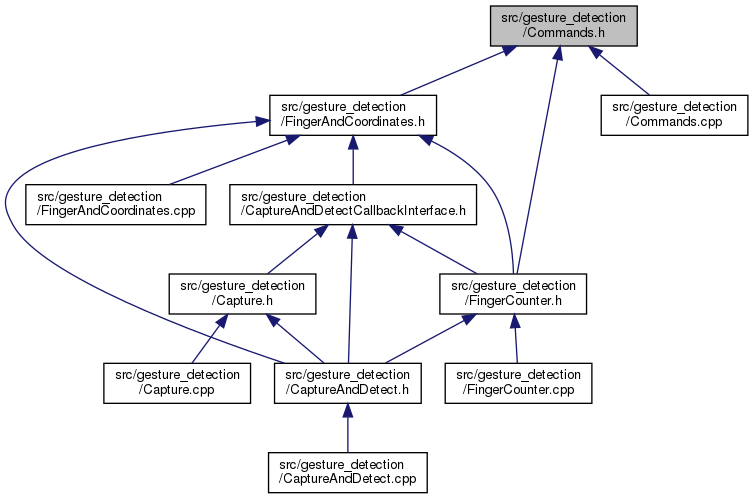 src/gesture_detection
/Commands.h
src/gesture_detection
/FingerAndCoordinates.h
src/gesture_detection
/Commands.cpp
src/gesture_detection
/FingerAndCoordinates.cpp
src/gesture_detection
/CaptureAndDetectCallbackInterface.h
src/gesture_detection
/Capture.h
src/gesture_detection
/FingerCounter.h
src/gesture_detection
/Capture.cpp
src/gesture_detection
/CaptureAndDetect.h
src/gesture_detection
/FingerCounter.cpp
src/gesture_detection
/CaptureAndDetect.cpp